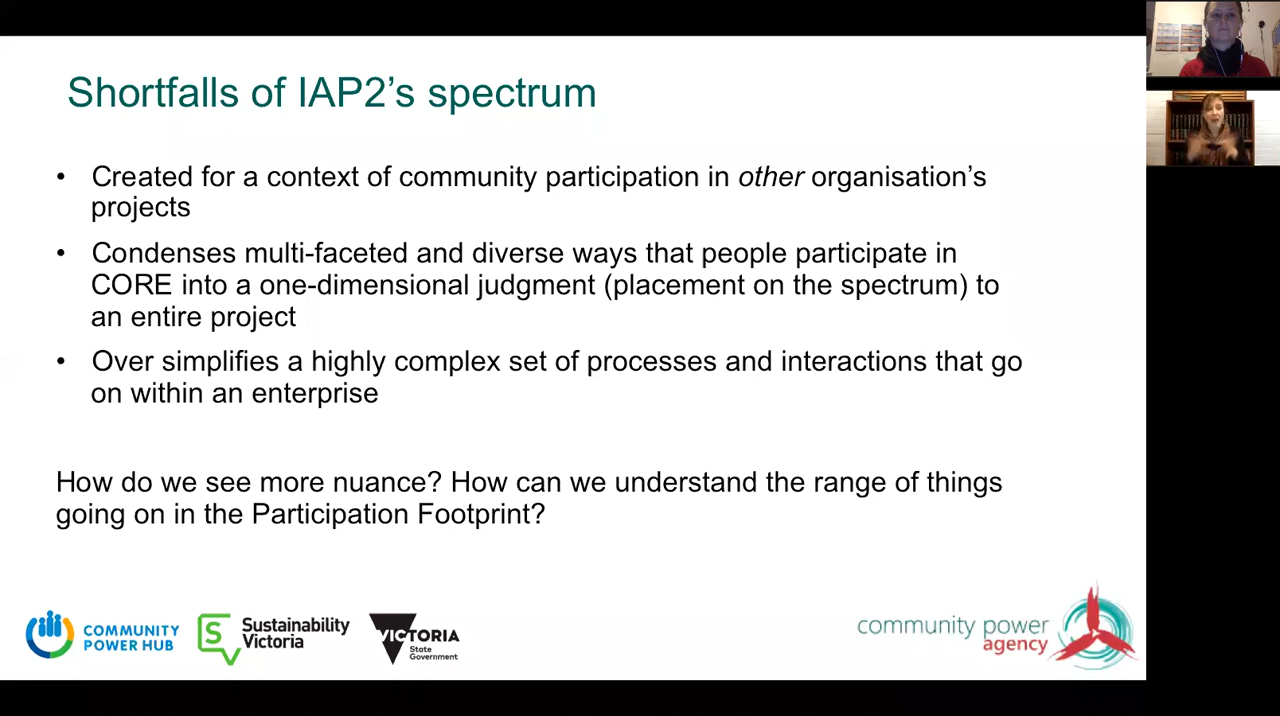 Shortfalls of IAP2's spectrum
• Created for a context of community participation in other organisation's
projects
• Condenses multi-faceted and diverse ways that people participate in
CORE into a one-dimensional judgment (placement on the spectrum) to
an entire project
• Over simplifies a highly complex set of processes and interactions that go
on within an enterprise
How do we see more nuance? How can we understand the range of things
going on in the Participation Footprint?
COMMUNITY
POWER HUB
S
Sustainability
Victoria
VICTORIA
State
Government
community power
agency